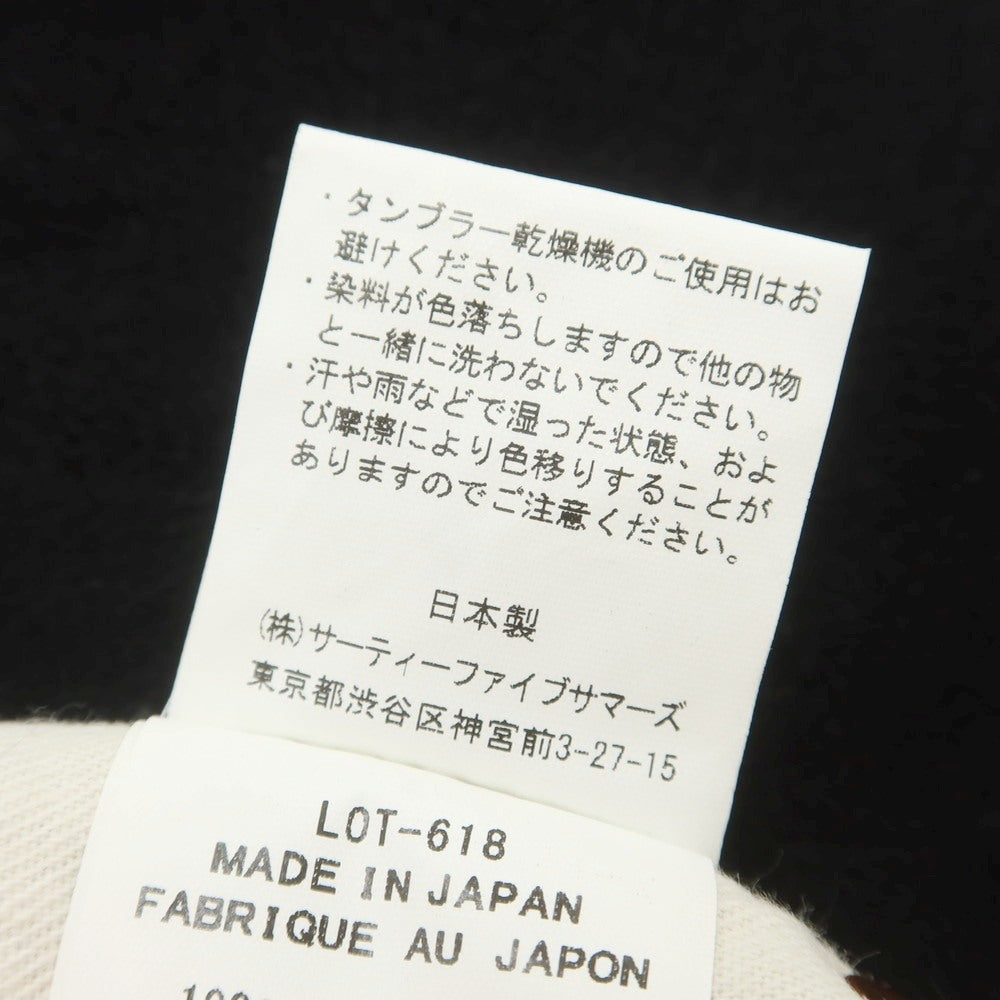 ・タンブラー乾燥機のご使用はお
避けください。
・染料が色落ちしますので他の物
と一緒に洗わないでください。
・汗や雨などで湿った状態、およ
び摩擦により色移りすることが
ありますのでご注意ください。
日本製
(株)サーティーファイブサマーズ
東京都渋谷区神宮前3-27-15
LOT-618
MADE IN JAPAN
FABRIQUE AU JAPON